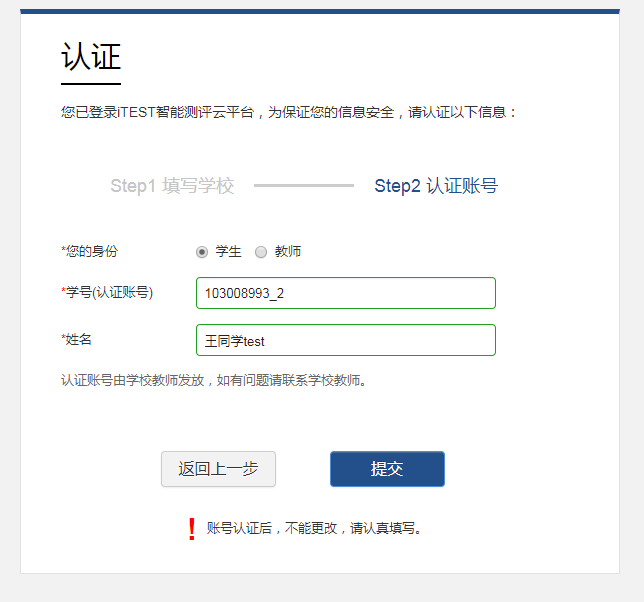 认证
您已登录iTEST智能测评云平台，为保证您的信息安全，请认证以下信息：
Step1 填写学校 Step2 认证账号
*您的身份 学生 教师
*学号(认证账号) 103008993_2
*姓名 王同学test
认证账号由学校教师发放，如有问题请联系学校教师。
返回上一步 提交
! 账号认证后，不能更改，请认真填写。